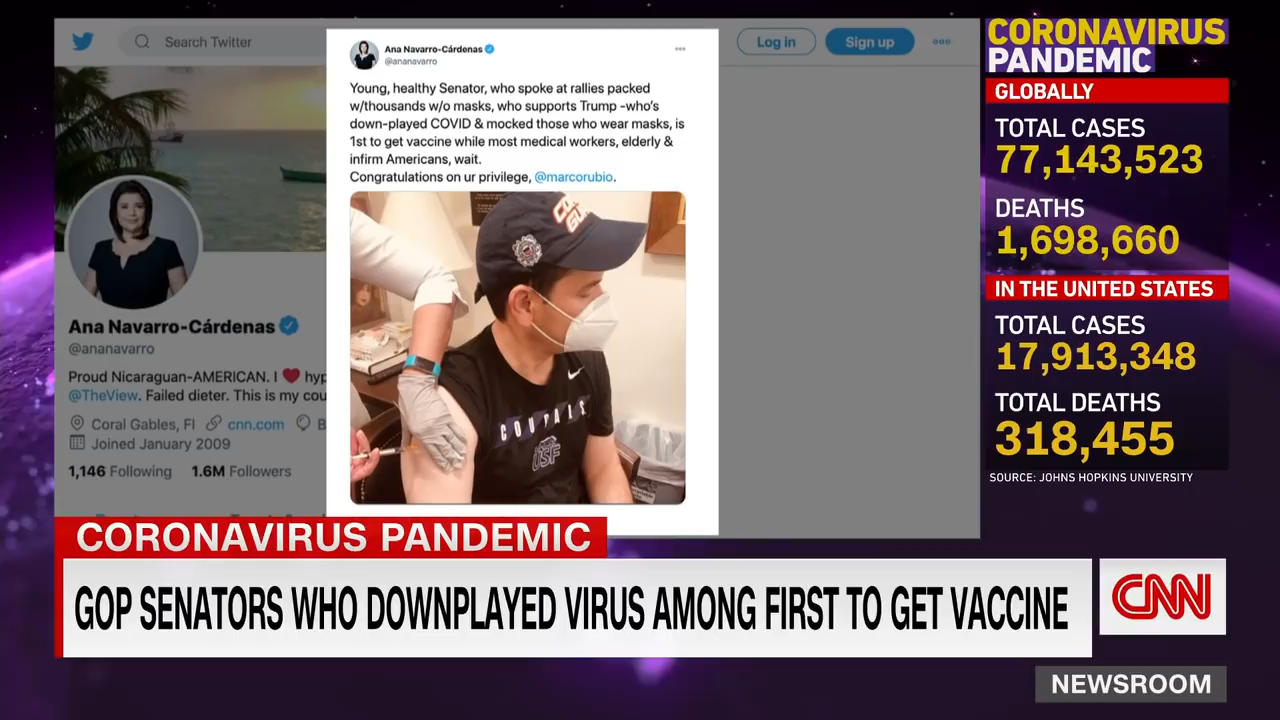 Search Twitter
Log in
Sign up
Ana Navarro-Cárdenas
@ananavarro
Young, healthy Senator, who spoke at rallies packed
w/thousands w/o masks, who supports Trump -who's
down-played COVID & mocked those who wear masks, is
1st to get vaccine while most medical workers, elderly &
infirm Americans, wait.
Congratulations on ur privilege, @marcorubio.
COUGARS
USF
Ana Navarro-Cárdenas
@ananavarro
Proud Nicaraguan-AMERICAN. I ❤️ hyp
@TheView. Failed dieter. This is my cou
Coral Gables, Fl cnn.com B
Joined January 2009
1,146 Following 1.6M Followers
CORONAVIRUS
PANDEMIC
GLOBALLY
TOTAL CASES
77,143,523
DEATHS
1,698,660
IN THE UNITED STATES
TOTAL CASES
17,913,348
TOTAL DEATHS
318,455
SOURCE: JOHNS HOPKINS UNIVERSITY
CORONAVIRUS PANDEMIC
GOP SENATORS WHO DOWNPLAYED VIRUS AMONG FIRST TO GET VACCINE
CNN
NEWSROOM